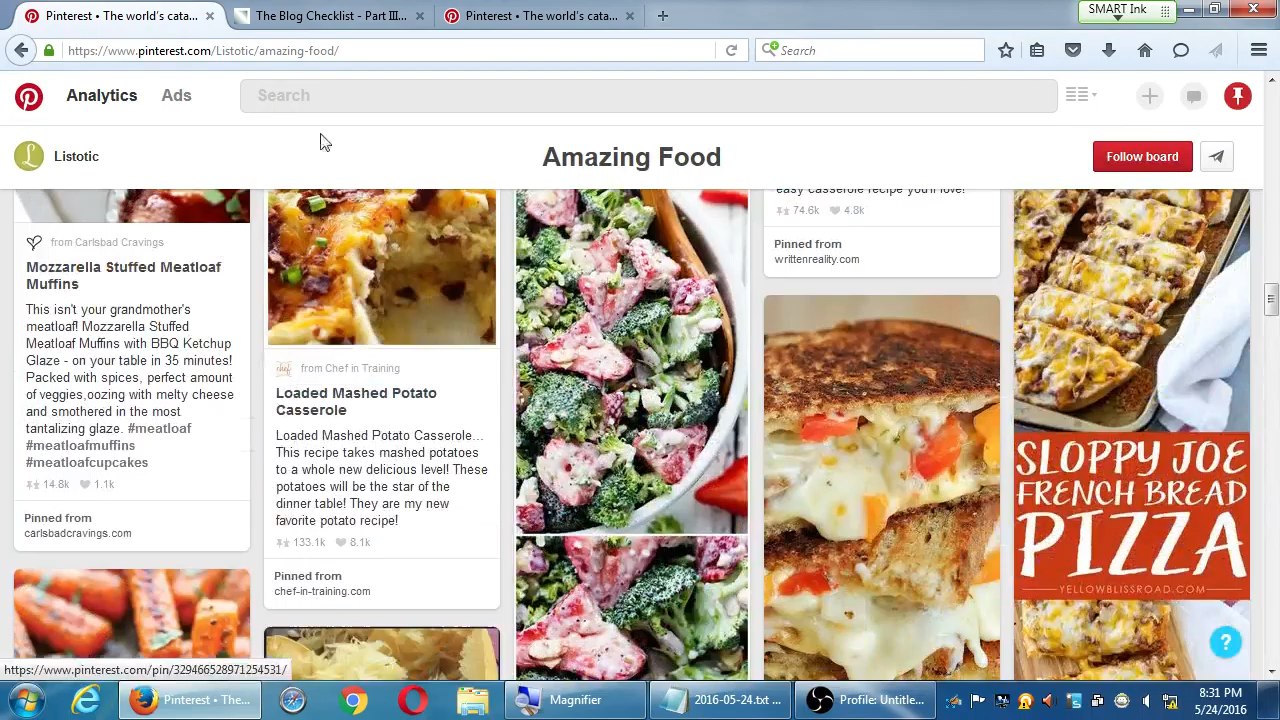 Pinterest • The world's cata...
The Blog Checklist - Part III...
Pinterest • The world's cata...
SMART Ink
https://www.pinterest.com/Listotic/amazing-food/
Search
Analytics
Ads
Search
Listotic
Amazing Food
Follow board
from Carlsbad Cravings
Mozzarella Stuffed Meatloaf
Muffins
This isn't your grandmother's
meatloaf! Mozzarella Stuffed
Meatloaf Muffins with BBQ Ketchup
Glaze - on your table in 35 minutes!
Packed with spices, perfect amount
of veggies,oozing with melty cheese
and smothered in the most
tantalizing glaze. #meatloaf
#meatloafmuffins
#meatloafcupcakes
14.8k 1.1k
Pinned from
carlsbadcravings.com
from Chef in Training
Loaded Mashed Potato
Casserole
Loaded Mashed Potato Casserole...
This recipe takes mashed potatoes
to a whole new delicious level! These
potatoes will be the star of the
dinner table! They are my new
favorite potato recipe!
133.1k 8.1k
Pinned from
chef-in-training.com
easy casserole recipe you'll love!
74.6k 4.8k
Pinned from
writtenreality.com
SLOPPY JOE
FRENCH BREAD
PIZZA
YELLOWBLISSROAD.COM
?
https://www.pinterest.com/pin/329466528971254531/
Pinterest • The...
Magnifier
2016-05-24.txt ...
Profile: Untitle...
8:31 PM
5/24/2016